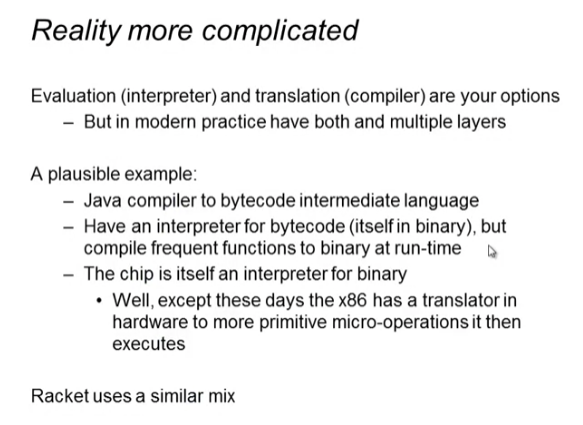 Reality more complicated
Evaluation (interpreter) and translation (compiler) are your options
– But in modern practice have both and multiple layers
A plausible example:
– Java compiler to bytecode intermediate language
– Have an interpreter for bytecode (itself in binary), but
compile frequent functions to binary at run-time
– The chip is itself an interpreter for binary
• Well, except these days the x86 has a translator in
hardware to more primitive micro-operations it then
executes
Racket uses a similar mix